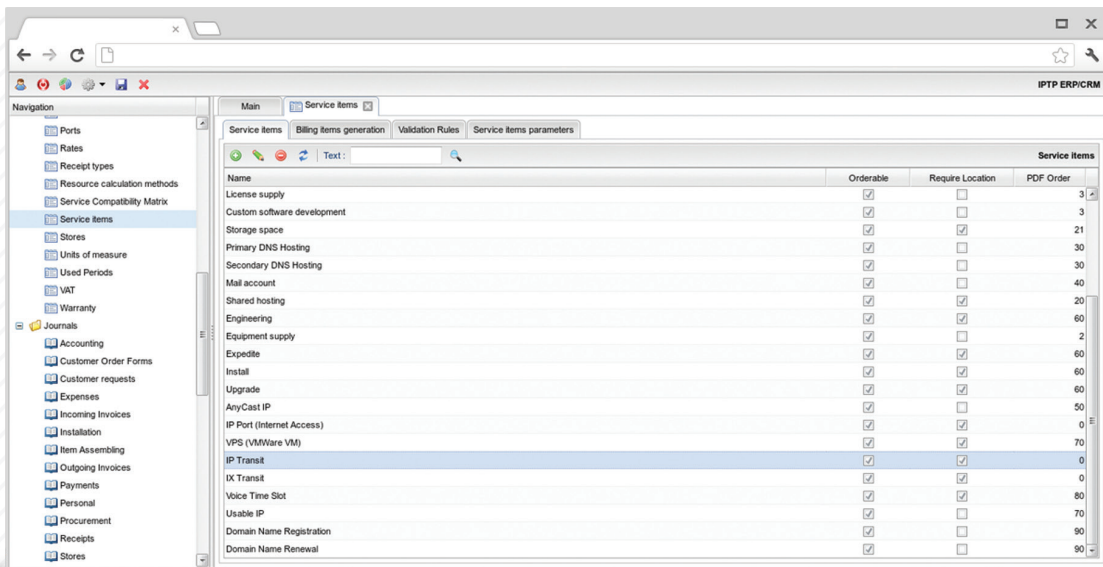 IPTP ERP/CRM
Navigation
Ports
Rates
Receipt types
Resource calculation methods
Service Compatibility Matrix
Service items
Stores
Units of measure
Used Periods
VAT
Warranty
Journals
Accounting
Customer Order Forms
Customer requests
Expenses
Incoming Invoices
Installation
Item Assembling
Outgoing Invoices
Payments
Personal
Procurement
Receipts
Stores
Main Service items
Service items Billing items generation Validation Rules Service items parameters
Text: Service items
Name Orderable Require Location PDF Order
License supply 3
Custom software development 3
Storage space 21
Primary DNS Hosting 30
Secondary DNS Hosting 30
Mail account 40
Shared hosting 20
Engineering 60
Equipment supply 2
Expedite 60
Install 60
Upgrade 60
AnyCast IP 50
IP Port (Internet Access) 0
VPS (VMWare VM) 70
IP Transit 0
IX Transit 0
Voice Time Slot 80
Usable IP 70
Domain Name Registration 90
Domain Name Renewal 90